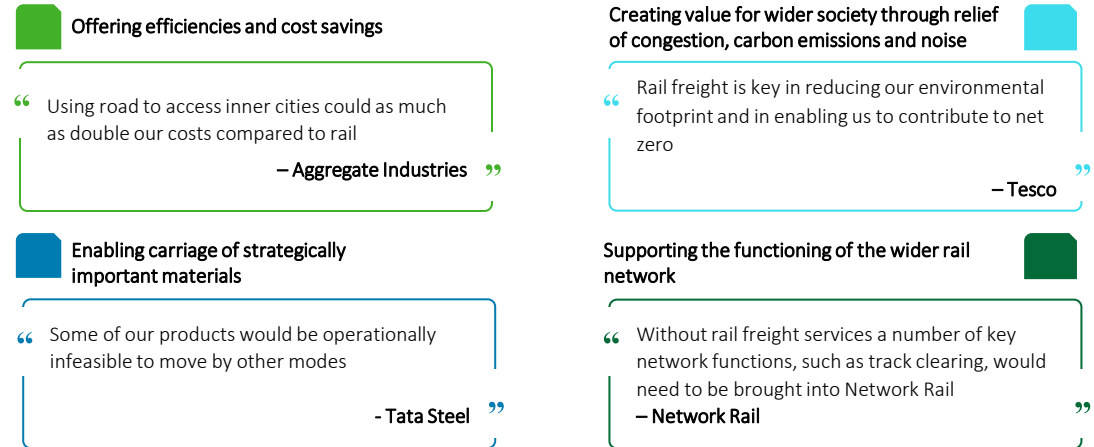 Offering efficiencies and cost savings
“ Using road to access inner cities could as much
as double our costs compared to rail
– Aggregate Industries ”
Creating value for wider society through relief
of congestion, carbon emissions and noise
“ Rail freight is key in reducing our environmental
footprint and in enabling us to contribute to net
zero
”
– Tesco
Enabling carriage of strategically
important materials
“ Some of our products would be operationally
infeasible to move by other modes
- Tata Steel ”
Supporting the functioning of the wider rail
network
“ Without rail freight services a number of key
network functions, such as track clearing, would
need to be brought into Network Rail
– Network Rail ”